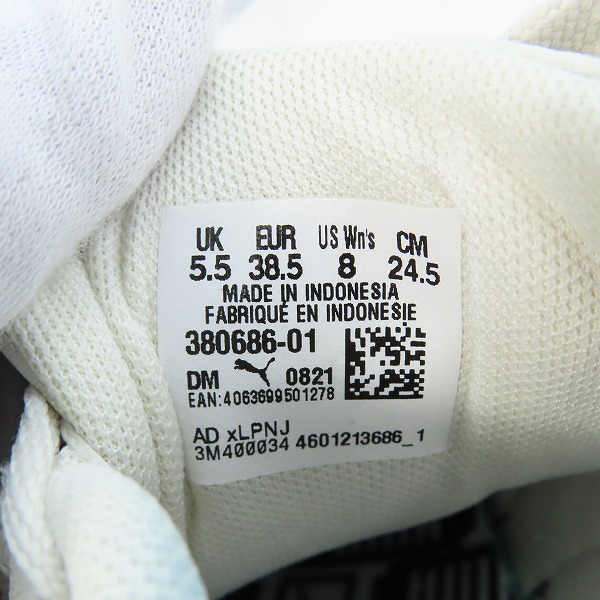 UK EUR US Wn's CM
5.5 38.5 8 24.5
MADE IN INDONESIA
FABRIQUÉ EN INDONESIE
380686-01
DM 0821
EAN:4063699501278
AD xLPNJ
3M400034 4601213686_1